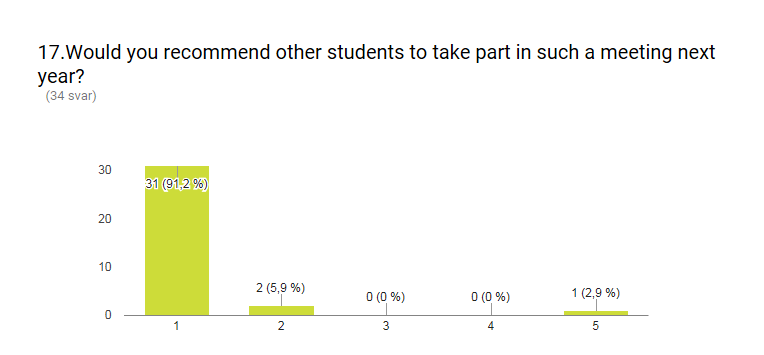 17.Would you recommend other students to take part in such a meeting next
year?
(34 svar)
30
31 (91,2 %)
20
10
2 (5,9 %)
0 (0 %)
0 (0 %)
1 (2,9 %)
0
1 2 3 4 5